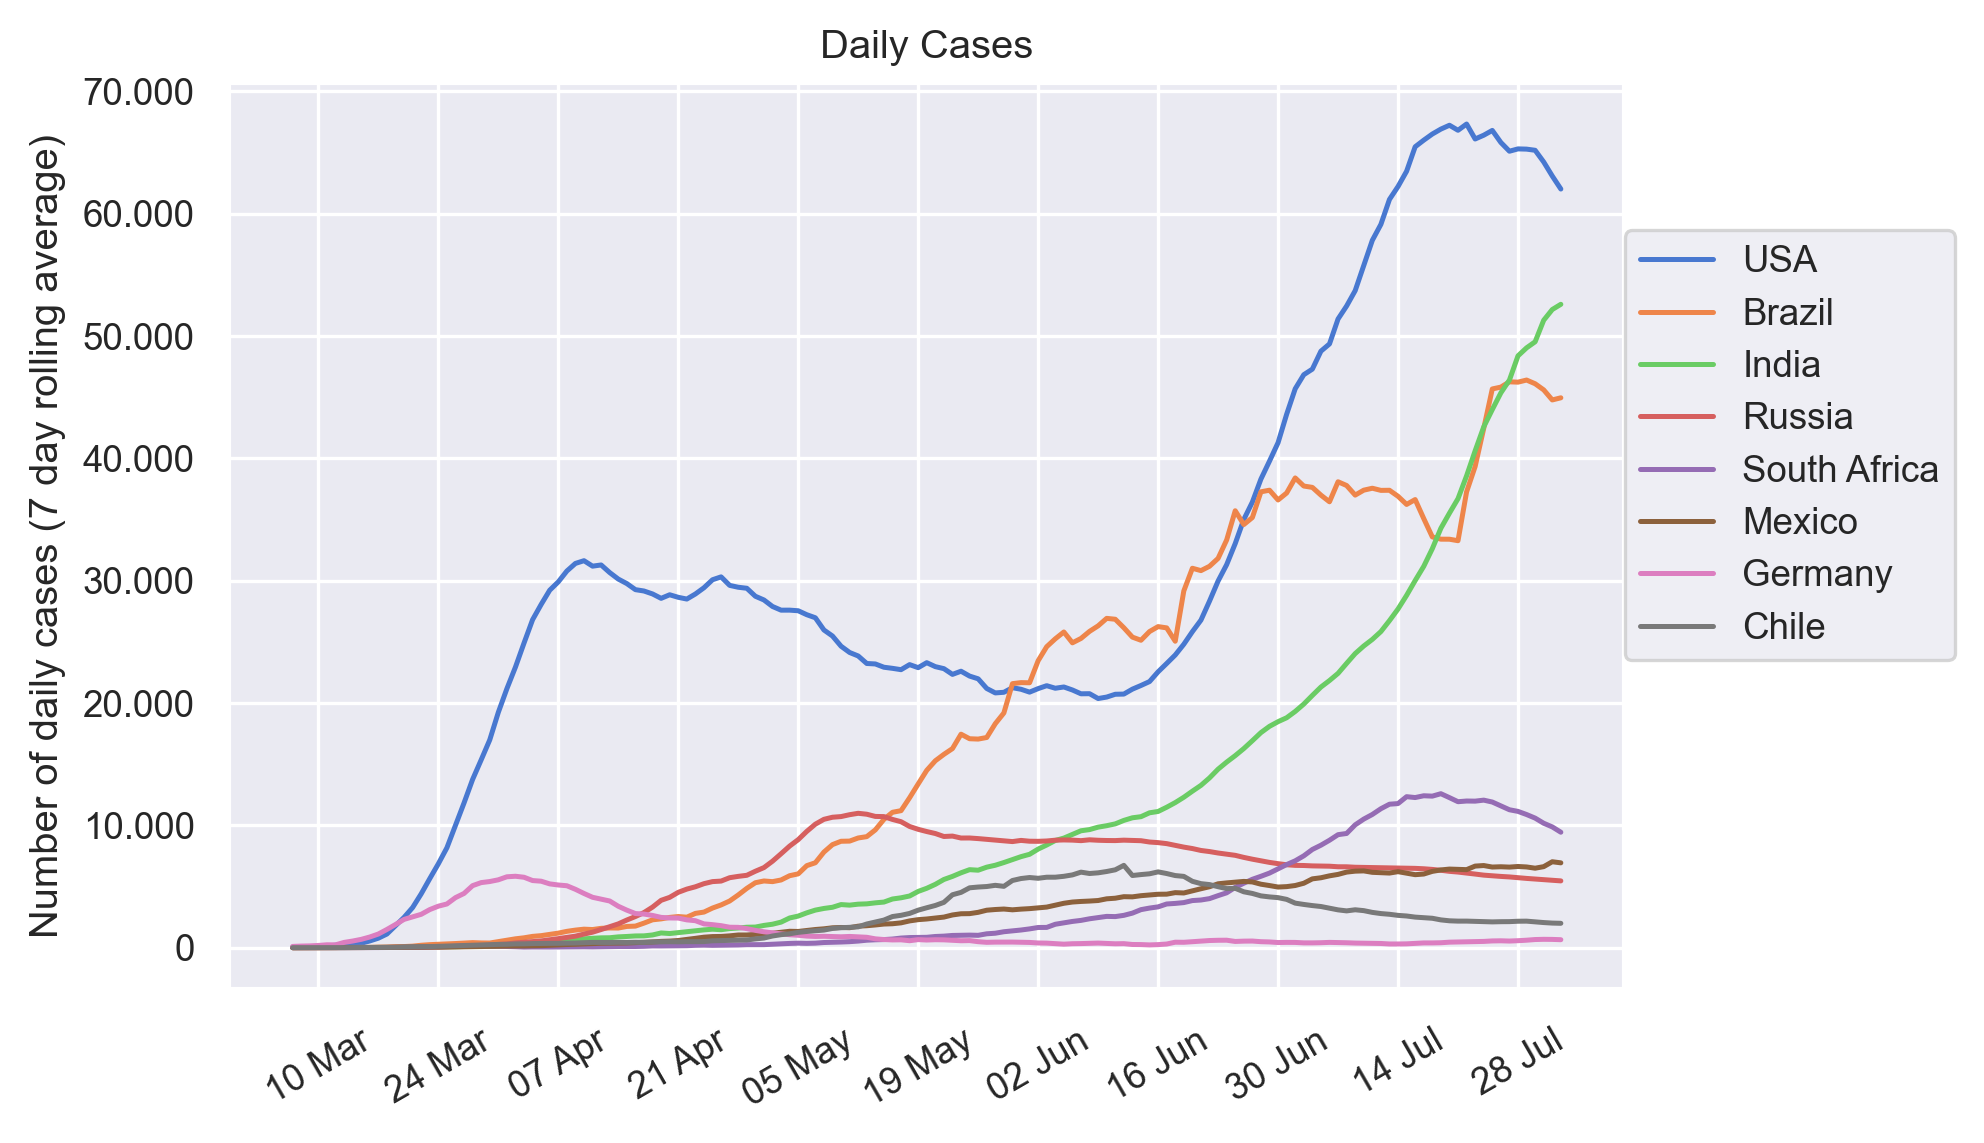 Daily Cases
Number of daily cases (7 day rolling average)
70.000
60.000
50.000
40.000
30.000
20.000
10.000
0
10 Mar
24 Mar
07 Apr
21 Apr
05 May
19 May
02 Jun
16 Jun
30 Jun
14 Jul
28 Jul
USA
Brazil
India
Russia
South Africa
Mexico
Germany
Chile